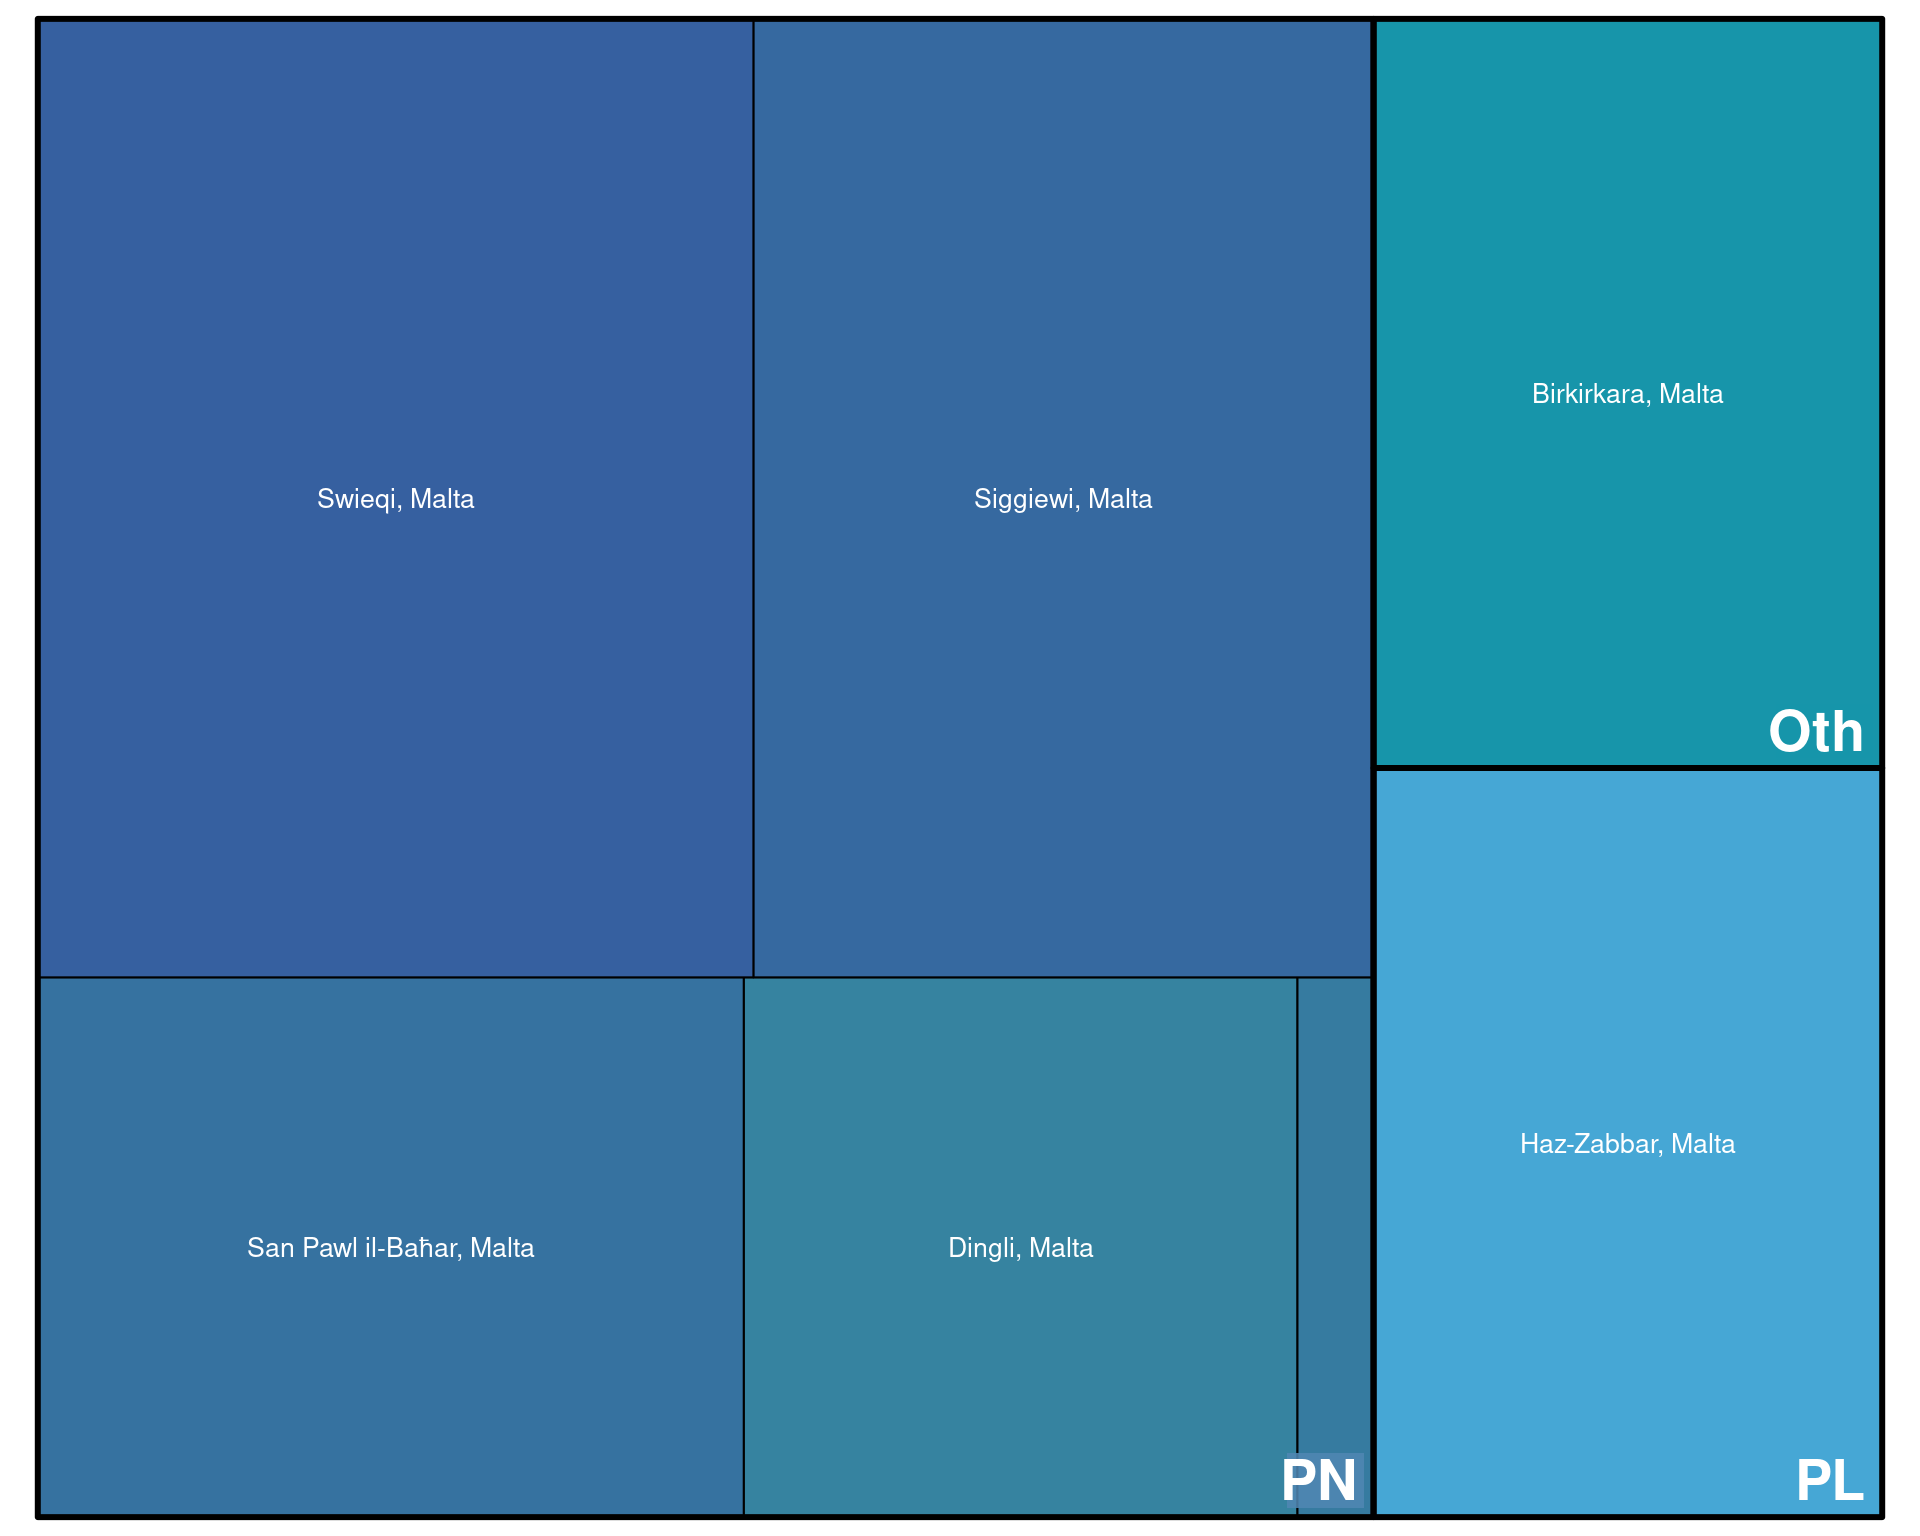 Swieqi, Malta
Siggiewi, Malta
Birkirkara, Malta
Oth
San Pawl il-Baħar, Malta
Dingli, Malta
PN
Haz-Zabbar, Malta
PL